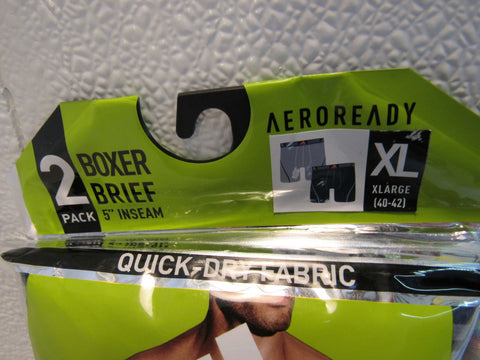 AEROREADY
2
PACK
BOXER
BRIEF
5" INSEAM
XL
XLARGE
(40-42)
QUICK-DRY FABRIC